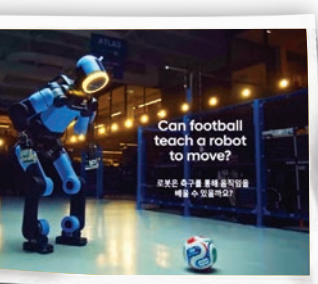 ATLAS
Can football
teach a robot
to move?
로봇은 축구를 통해 움직임을
배울 수 있을까요?